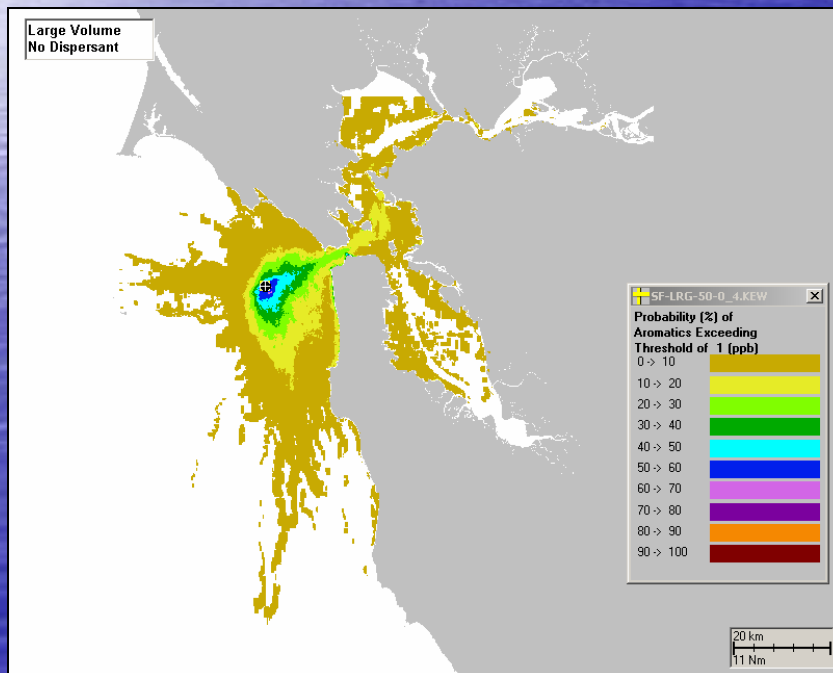 Large Volume
No Dispersant
SF-LRG-50-0_4.KEW
Probability (%) of
Aromatics Exceeding
Threshold of 1 (ppb)
0 -> 10
10 -> 20
20 -> 30
30 -> 40
40 -> 50
50 -> 60
60 -> 70
70 -> 80
80 -> 90
90 -> 100
20 km
11 Nm